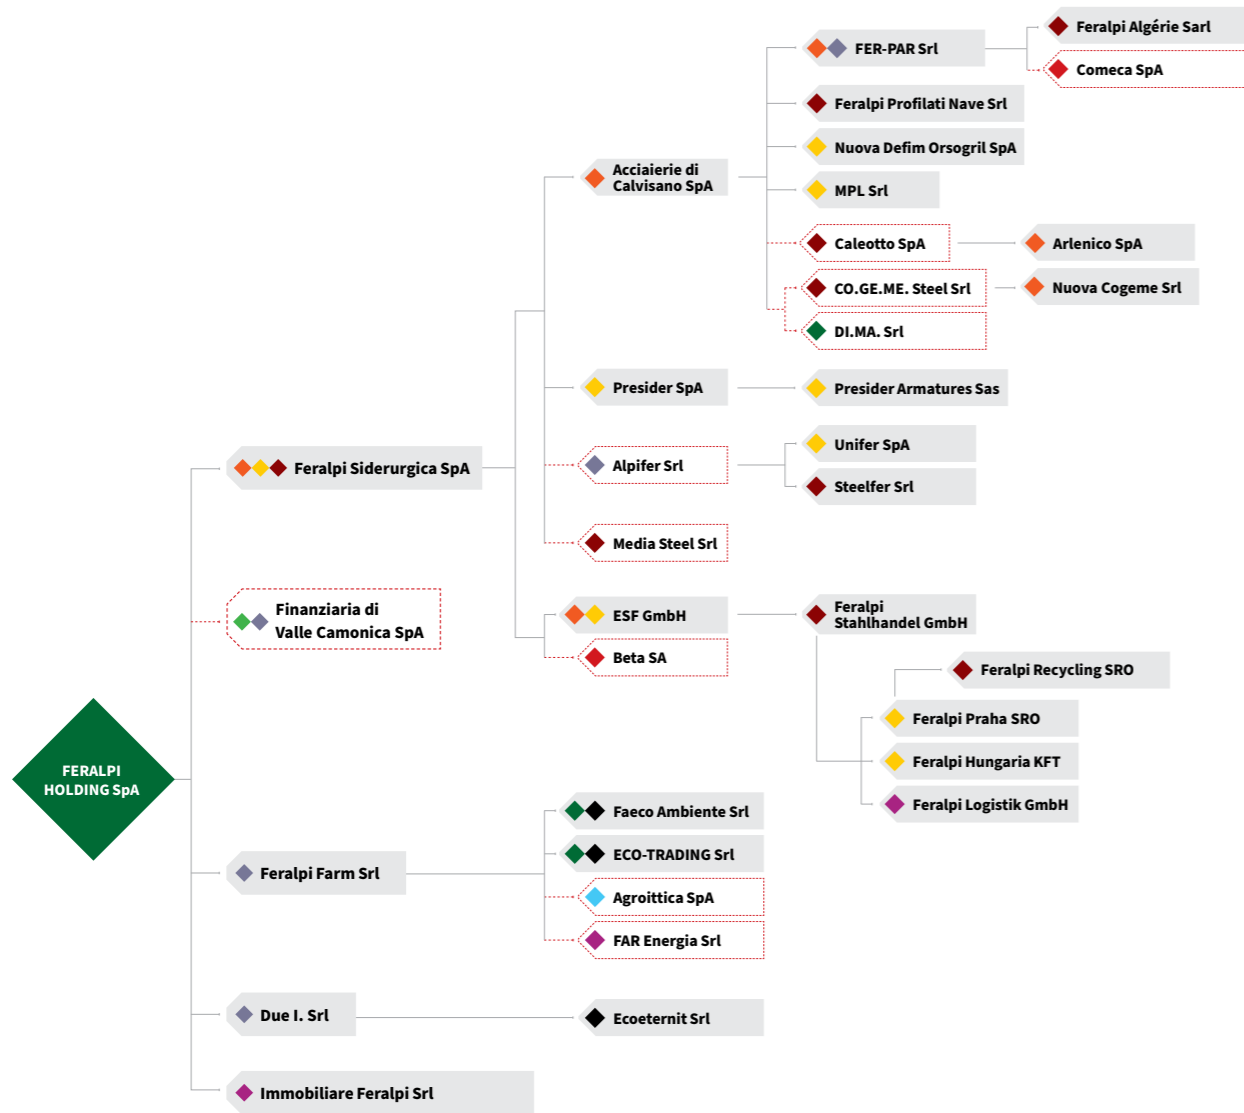 FERALPI
HOLDING SpA
Feralpi Siderurgica SpA
Acciaierie di
Calvisano SpA
FER-PAR Srl
Feralpi Algérie Sarl
Comeca SpA
Feralpi Profilati Nave Srl
Nuova Defim Orsogril SpA
MPL Srl
Caleotto SpA
Arlenico SpA
CO.GE.ME. Steel Srl
Nuova Cogeme Srl
DI.MA. Srl
Presider SpA
Presider Armatures Sas
Alpifer Srl
Unifer SpA
Steelfer Srl
Media Steel Srl
ESF GmbH
Feralpi
Stahlhandel GmbH
Feralpi Recycling SRO
Feralpi Praha SRO
Feralpi Hungaria KFT
Feralpi Logistik GmbH
Beta SA
Finanziaria di
Valle Camonica SpA
Feralpi Farm Srl
Faeco Ambiente Srl
ECO-TRADING Srl
Agroittica SpA
FAR Energia Srl
Due I. Srl
Ecoeternit Srl
Immobiliare Feralpi Srl